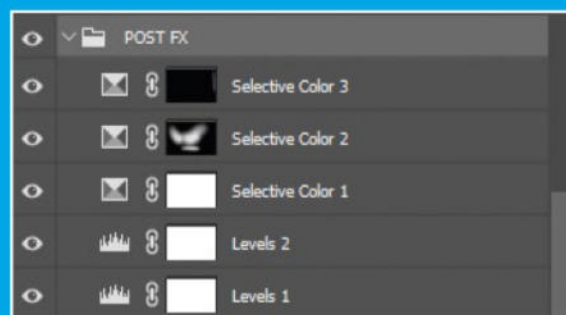 POST FX
Selective Color 3
Selective Color 2
Selective Color 1
Levels 2
Levels 1